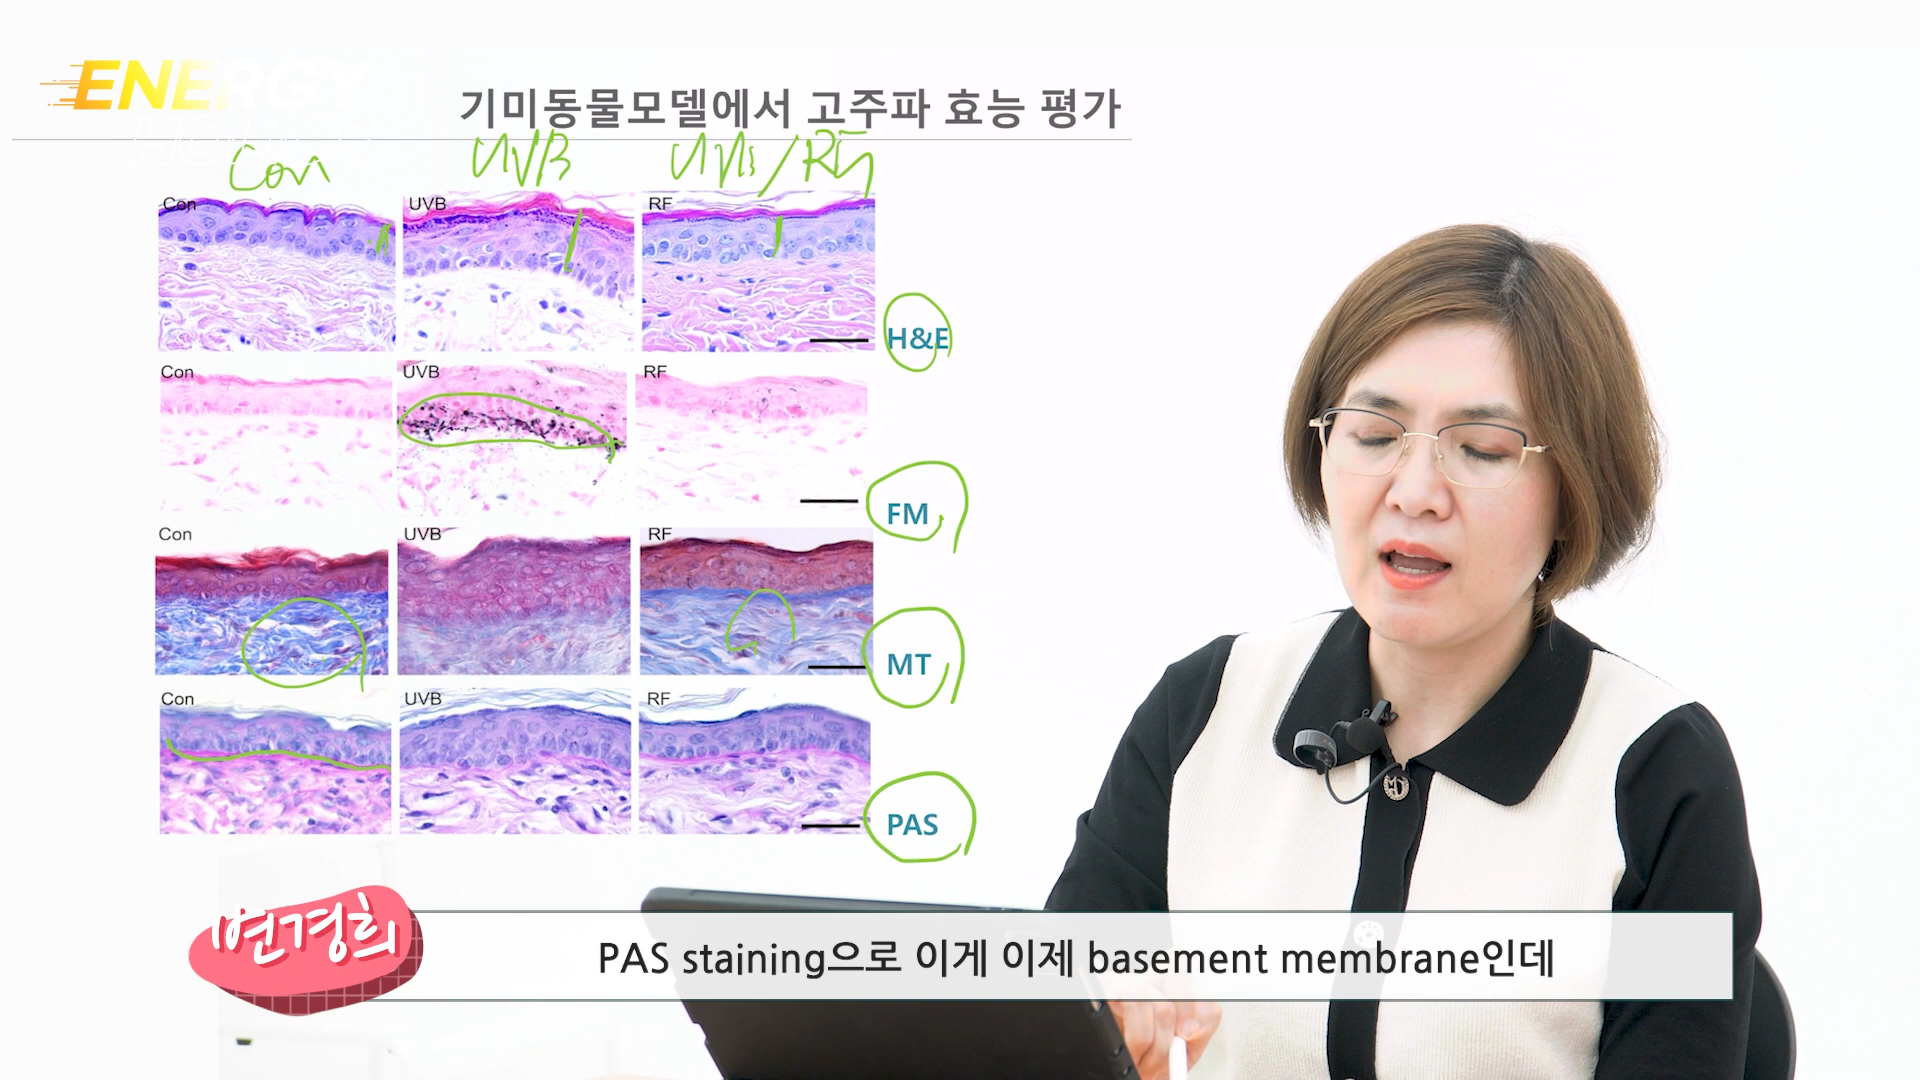 ENERGY
기미동물모델에서 고주파 효능 평가
Con UVB UVB/RF
Con UVB RF
H&E
Con UVB RF
FM
Con UVB RF
MT
Con UVB RF
PAS
변경희
PAS staining으로 이게 이제 basement membrane인데